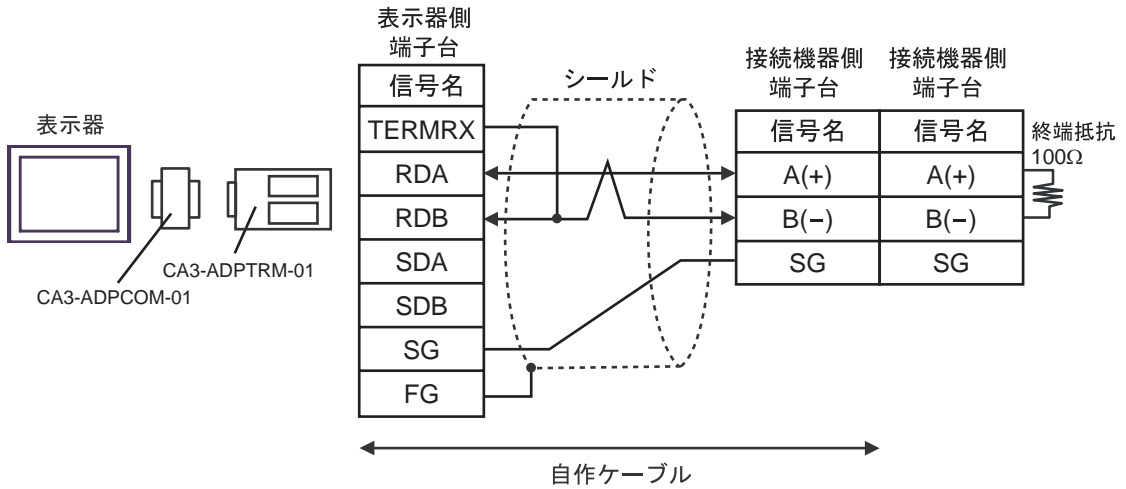 表示器
CA3-ADPCOM-01
CA3-ADPTRM-01
表示器側
端子台
信号名
TERMRX
RDA
RDB
SDA
SDB
SG
FG
シールド
接続機器側
端子台
信号名
A(+)
B(−)
SG
接続機器側
端子台
信号名
A(+)
B(−)
SG
終端抵抗
100Ω
自作ケーブル